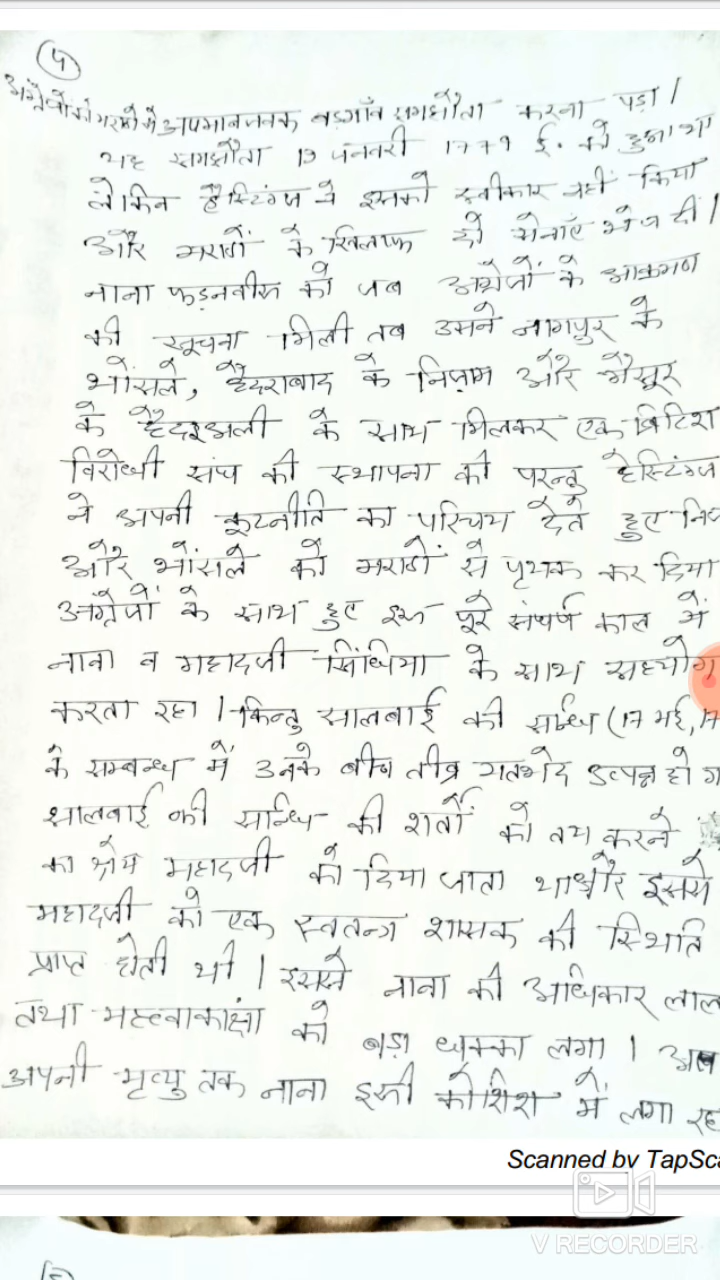 ५
अंग्रेजो को मराठो से अपमानजनक बड़गाँव समझौता करना पड़ा।
यह समझौता 19 जनवरी 1779 ई. को हुआ था
लेकिन हैस्टिंग्ज ने इसको स्वीकार नहीं किया
और मराठों के खिलाफ दो सेनाएँ भेज दी।
नाना फड़नवीस को जब अंग्रेजों के आक्रमण
की सूचना मिली तब उसने नागपुर के
भोंसले, हैदराबाद के निज़ाम और मैसूर
के हैदरअली के साथ मिलकर एक ब्रिटिश
विरोधी संघ की स्थापना की परन्तु हेस्टिंग्ज
ने अपनी कूटनीति का परिचय देते हुए
और भोंसले को मराठों से पृथक कर दिया
अंग्रेजों के साथ हुए इस पूरे संघर्ष काल में
नाना व महादजी सिंधिया के साथ सहयोग
करता रहा। किन्तु सालबाई की सन्धि (17 मई, 17
के सम्बन्ध में उनके बीच तीव्र मतभेद उत्पन्न हो ग
सालबाई की सन्धि की शर्तों को तय करने
का श्रेय महादजी को दिया जाता था और इससे
महादजी को एक स्वतन्त्र शासक की स्थिति
प्राप्त होती थी। इससे नाना की अधिकार लाल
तथा महत्वाकांक्षा को बड़ा धक्का लगा। अब
अपनी मृत्यु तक नाना इसी कोशिश में लगा रह
Scanned by TapSca
V RECORDER